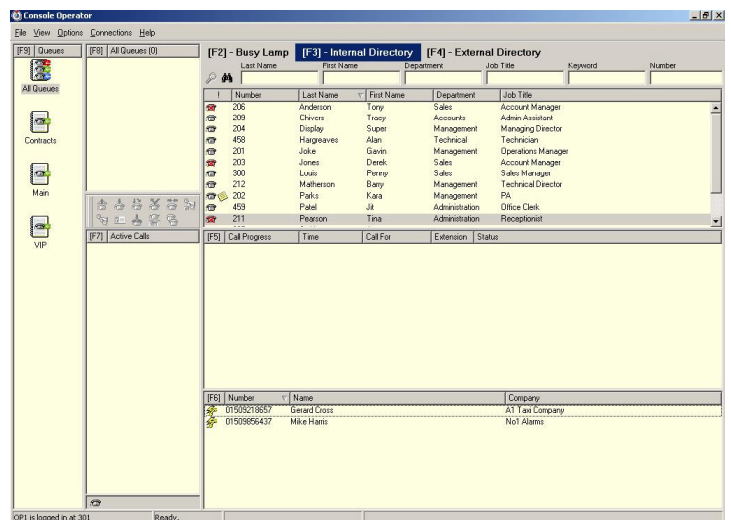 Console Operator
File View Options Connections Help
[F9] Queues
All Queues
Contracts
Main
VIP
[F8] All Queues (0)
[F7] Active Calls
[F2] - Busy Lamp [F3] - Internal Directory [F4] - External Directory
Last Name First Name Department Job Title Keyword Number
! Number Last Name First Name Department Job Title
206 Anderson Tony Sales Account Manager
209 Chivers Tracy Accounts Admin Assistant
204 Display Super Management Managing Director
458 Hargreaves Alan Technical Technician
201 Joke Gavin Management Operations Manager
203 Jones Derek Sales Account Manager
300 Louis Penny Sales Sales Manager
212 Matherson Barry Management Technical Director
202 Parks Kara Management PA
459 Patel Jit Administration Office Clerk
211 Pearson Tina Administration Receptionist
[F5] Call Progress Time Call For Extension Status
[F6] Number Name Company
01509218657 Gerard Cross A1 Taxi Company
01509856437 Mike Harris No1 Alarms
OP1 is logged in at 301 Ready.